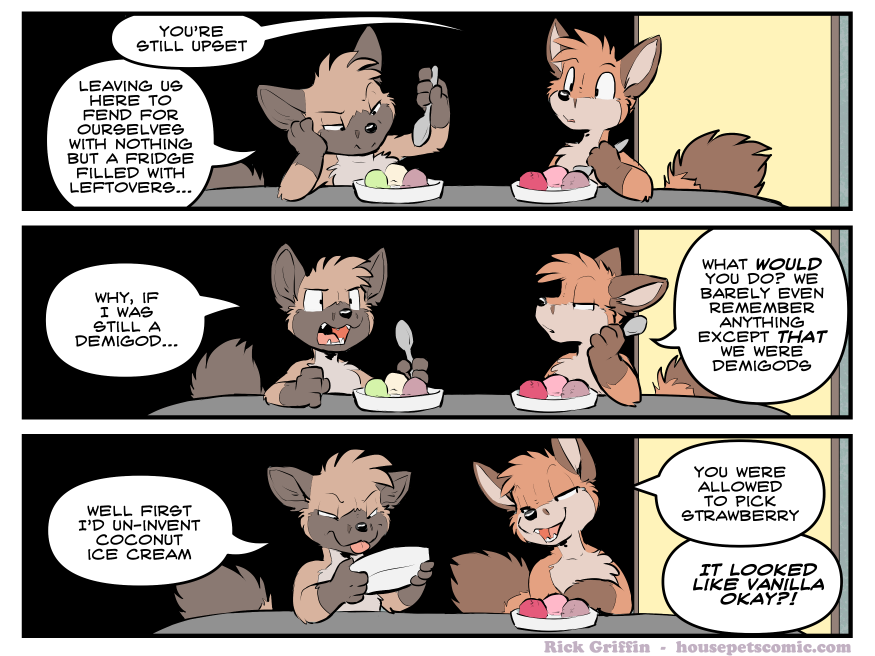 YOU'RE
STILL UPSET
LEAVING US
HERE TO
FEND FOR
OURSELVES
WITH NOTHING
BUT A FRIDGE
FILLED WITH
LEFTOVERS...
WHY, IF
I WAS
STILL A
DEMIGOD...
WHAT WOULD
YOU DO? WE
BARELY EVEN
REMEMBER
ANYTHING
EXCEPT THAT
WE WERE
DEMIGODS
WELL FIRST
I'D UN-INVENT
COCONUT
ICE CREAM
YOU WERE
ALLOWED
TO PICK
STRAWBERRY
IT LOOKED
LIKE VANILLA
OKAY?!
Rick Griffin - housepetscomic.com